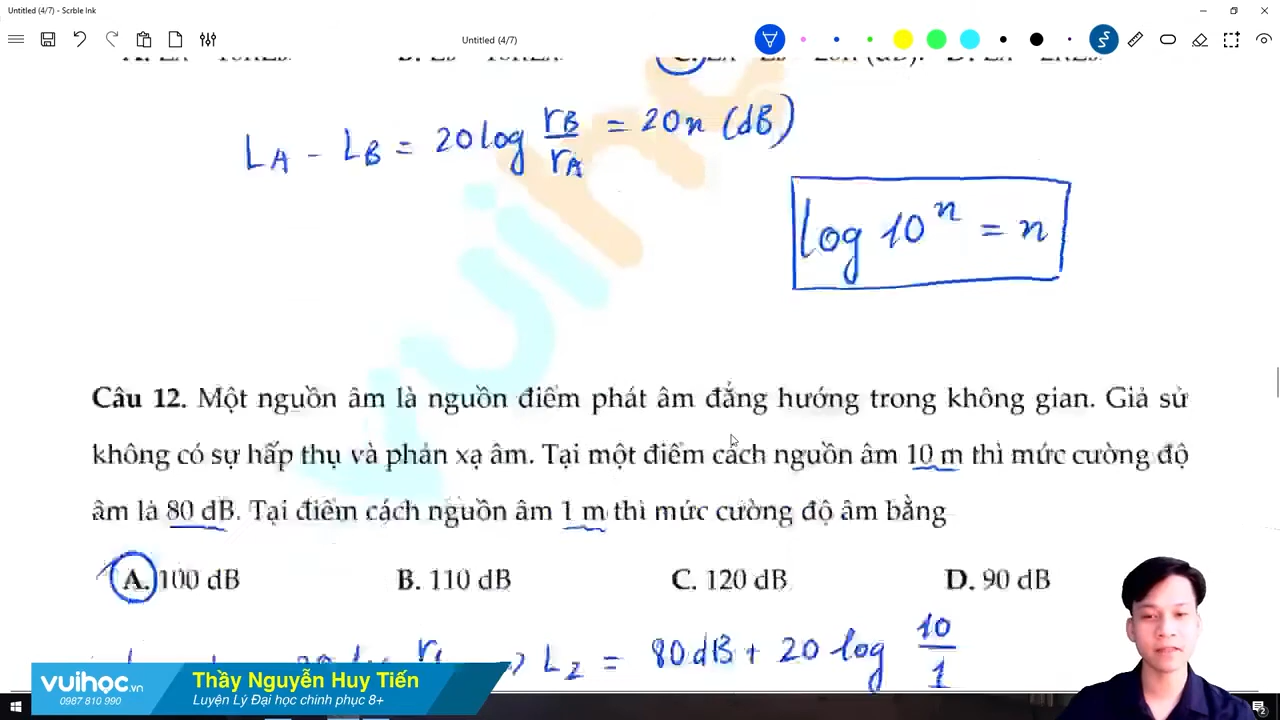 Untitled (4/7) - Scrble Ink
Untitled (4/7)
L_A - L_B = 20 log r_B/r_A = 20n (dB)
log 10^n = n
vuihọc
Câu 12. Một nguồn âm là nguồn điểm phát âm đẳng hướng trong không gian. Giả sử
không có sự hấp thụ và phản xạ âm. Tại một điểm cách nguồn âm 10 m thì mức cường độ
âm là 80 dB. Tại điểm cách nguồn âm 1 m thì mức cường độ âm bằng
A. 100 dB B. 110 dB C. 120 dB D. 90 dB
L_2 = 80dB + 20 log 10/1
vuihọc.vn
0987 810 990
Thầy Nguyễn Huy Tiến
Luyện Lý Đại học chinh phục 8+